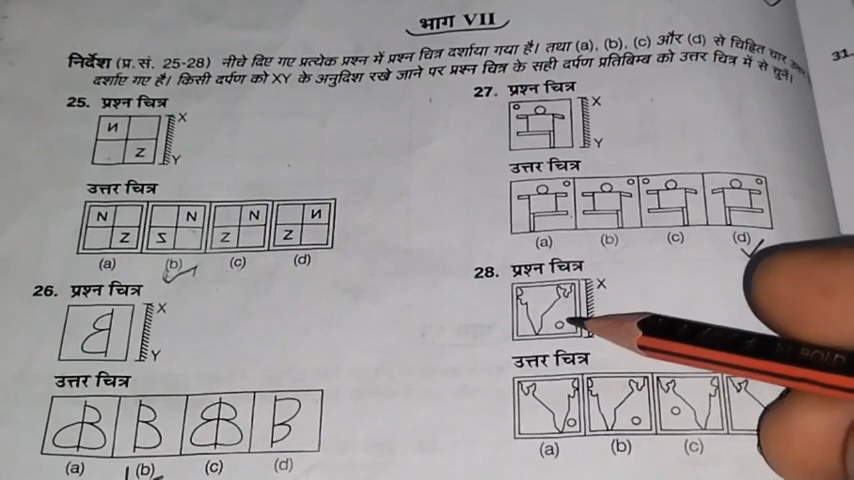 भाग VII
निर्देश (प्र.सं. 25-28) नीचे दिए गए प्रत्येक प्रश्न में प्रश्न चित्र दर्शाया गया है। तथा (a), (b), (c) और (d) से चिह्नित चार उत्तर
दर्शाए गए है। किसी दर्पण को XY के अनुदिश रखे जाने पर प्रश्न चित्र के सही दर्पण प्रतिबिम्ब को उत्तर चित्र में से चुनें।
25. प्रश्न चित्र
X
И
Z
Y
उत्तर चित्र
N N N И
Z S Z Z
(a) (b) (c) (d)
26. प्रश्न चित्र
X
Y
उत्तर चित्र
(a) (b) (c) (d)
27. प्रश्न चित्र
X
Y
उत्तर चित्र
(a) (b) (c) (d)
28. प्रश्न चित्र
X
उत्तर चित्र
(a) (b) (c)
31.